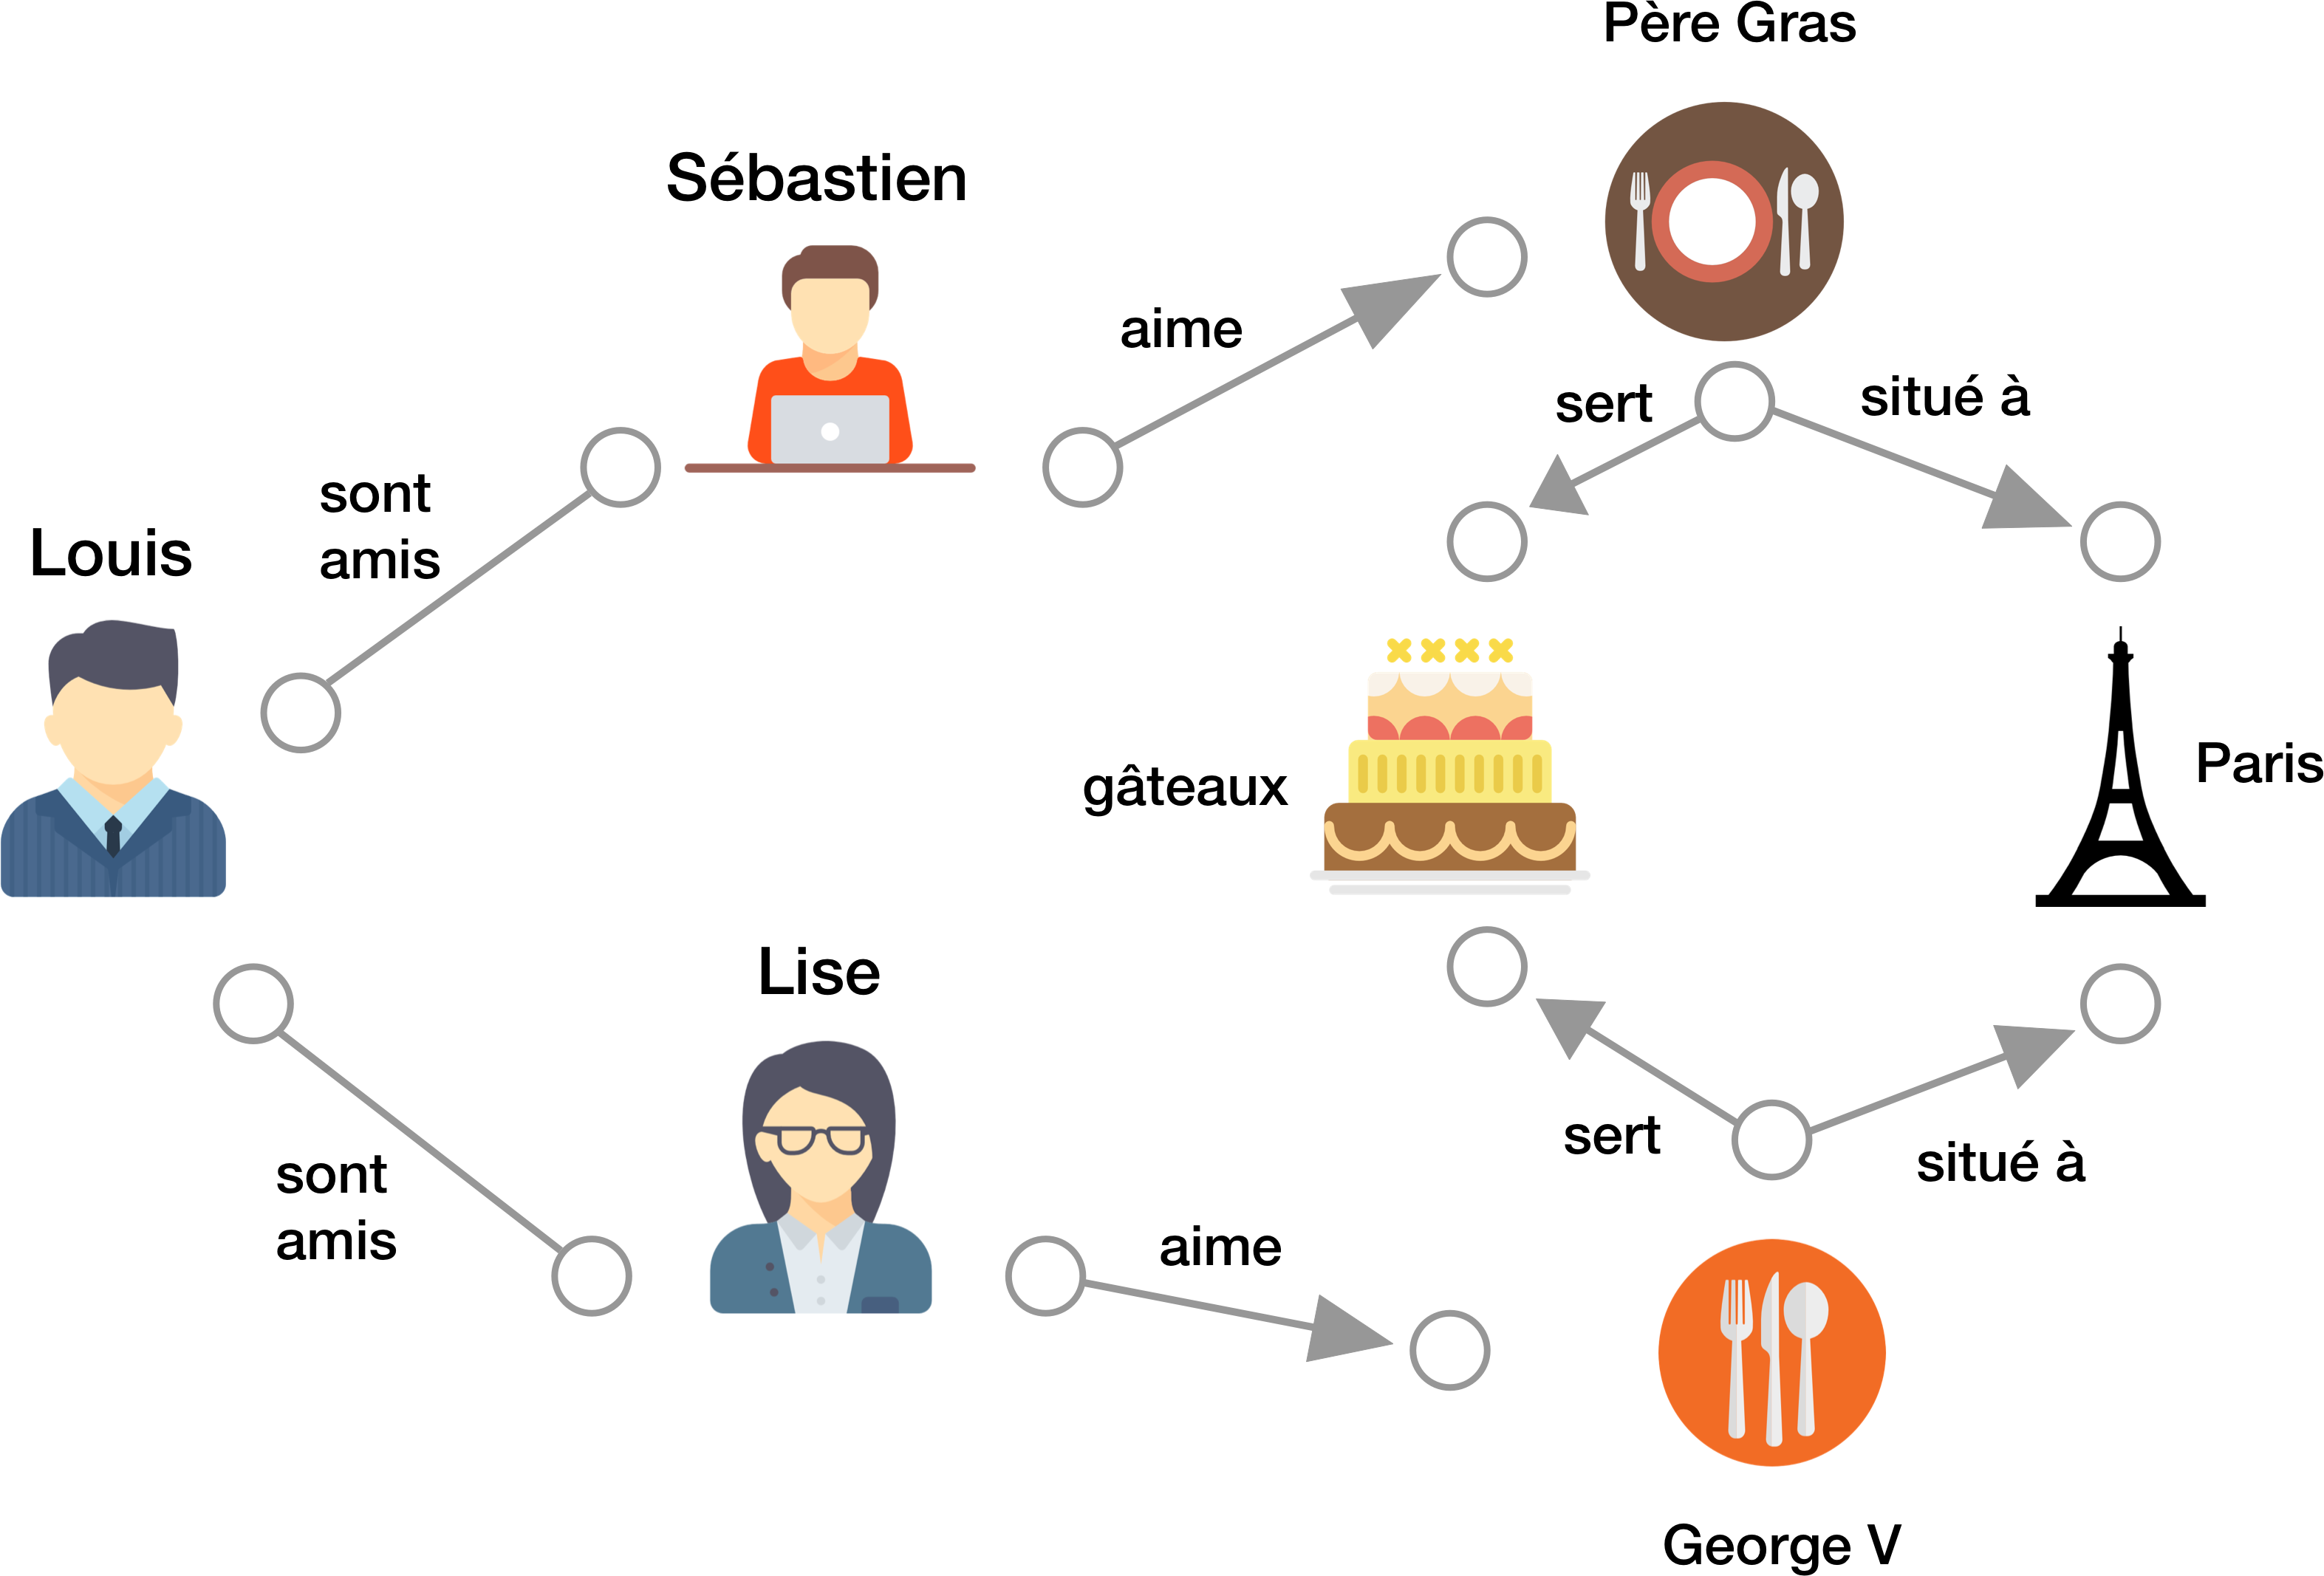 Père Gras
Sébastien
aime
sert
situé à
sont
amis
Louis
gâteaux
Paris
Lise
sert
situé à
sont
amis
aime
George V